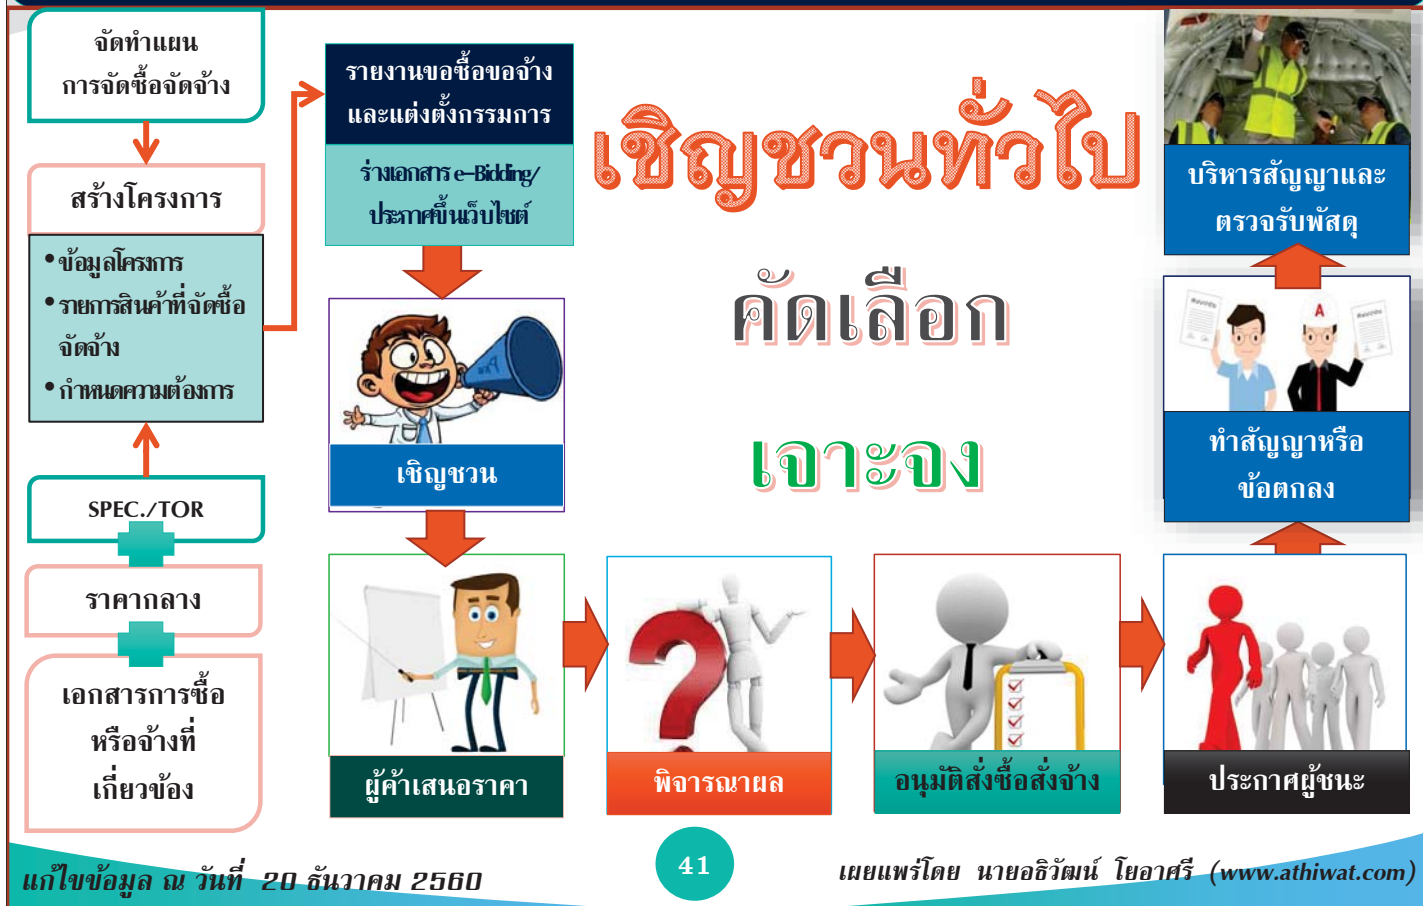 จัดทำแผน
การจัดซื้อจัดจ้าง
สร้างโครงการ
•ข้อมูลโครงการ
•รายการสินค้าที่จัดซื้อ
จัดจ้าง
•กำหนดความต้องการ
SPEC./TOR
ราคากลาง
เอกสารการซื้อ
หรือจ้างที่
เกี่ยวข้อง
รายงานขอซื้อขอจ้าง
และแต่งตั้งกรรมการ
ร่างเอกสาร e-Bidding/
ประกาศขึ้นเว็บไซต์
เชิญชวน
ผู้ค้าเสนอราคา
พิจารณาผล
อนุมัติสั่งซื้อสั่งจ้าง
ประกาศผู้ชนะ
A
ทำสัญญาหรือ
ข้อตกลง
บริหารสัญญาและ
ตรวจรับพัสดุ
เชิญชวนทั่วไป
คัดเลือก
เจาะจง
แก้ไขข้อมูล ณ วันที่ 20 ธันวาคม 2560
41
เผยแพร่โดย นายอธิวัฒน์ โยอาศรี (www.athiwat.com)